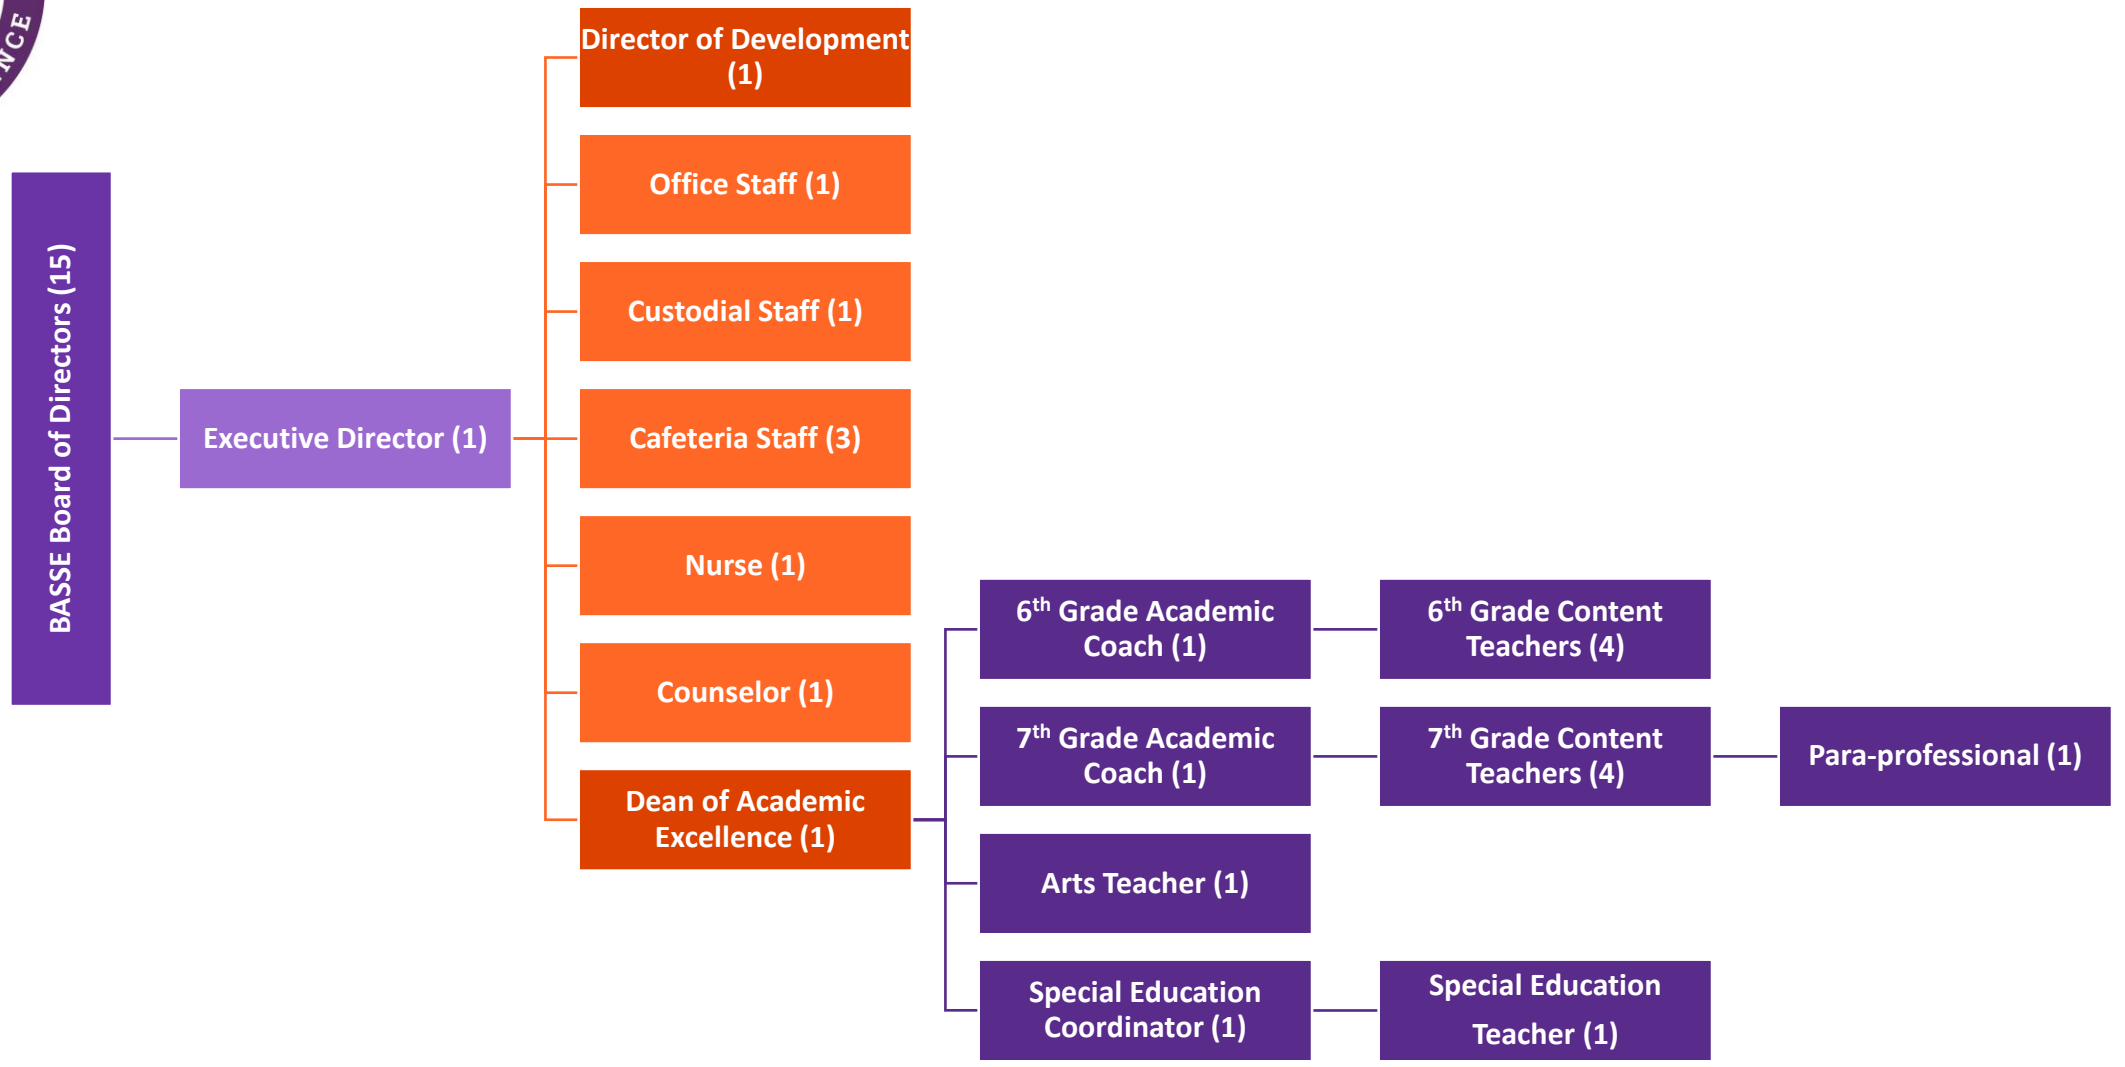 Director of Development
(1)
Office Staff (1)
Custodial Staff (1)
BASSE Board of Directors (15)
Executive Director (1)
Cafeteria Staff (3)
Nurse (1)
6th Grade Academic
Coach (1)
6th Grade Content
Teachers (4)
Counselor (1)
7th Grade Academic
Coach (1)
7th Grade Content
Teachers (4)
Para-professional (1)
Dean of Academic
Excellence (1)
Arts Teacher (1)
Special Education
Coordinator (1)
Special Education
Teacher (1)